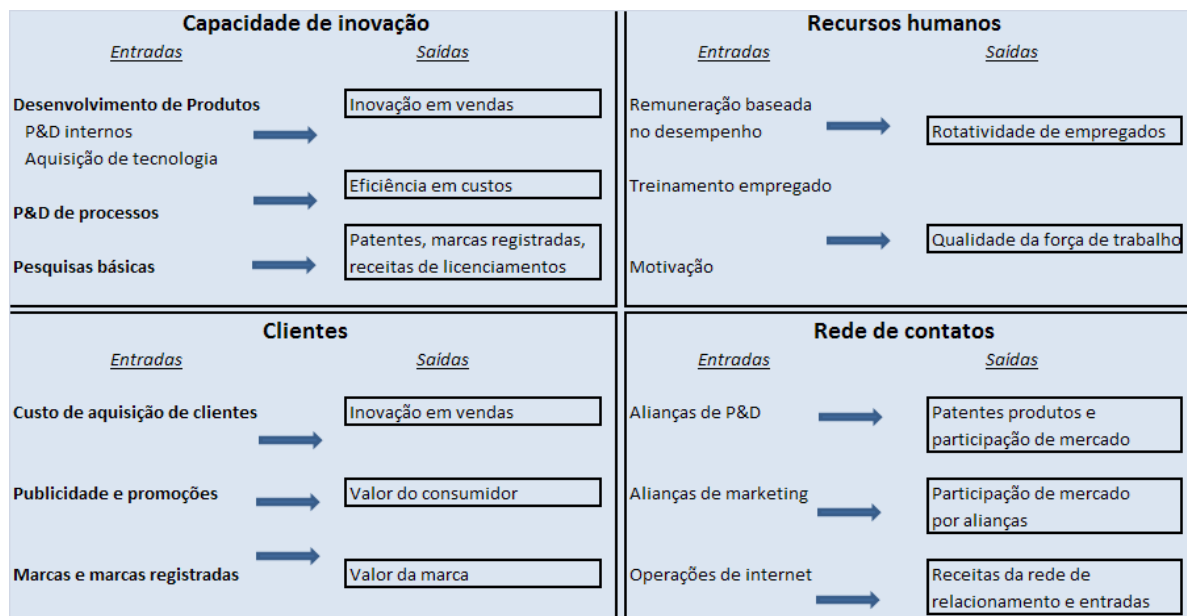 Capacidade de inovação
Entradas
Saídas
Desenvolvimento de Produtos
P&D internos
Aquisição de tecnologia
Inovação em vendas
Eficiência em custos
P&D de processos
Patentes, marcas registradas,
receitas de licenciamentos
Pesquisas básicas
Recursos humanos
Entradas
Saídas
Remuneração baseada
no desempenho
Rotatividade de empregados
Treinamento empregado
Qualidade da força de trabalho
Motivação
Clientes
Entradas
Saídas
Custo de aquisição de clientes
Inovação em vendas
Publicidade e promoções
Valor do consumidor
Marcas e marcas registradas
Valor da marca
Rede de contatos
Entradas
Saídas
Alianças de P&D
Patentes produtos e
participação de mercado
Alianças de marketing
Participação de mercado
por alianças
Operações de internet
Receitas da rede de
relacionamento e entradas